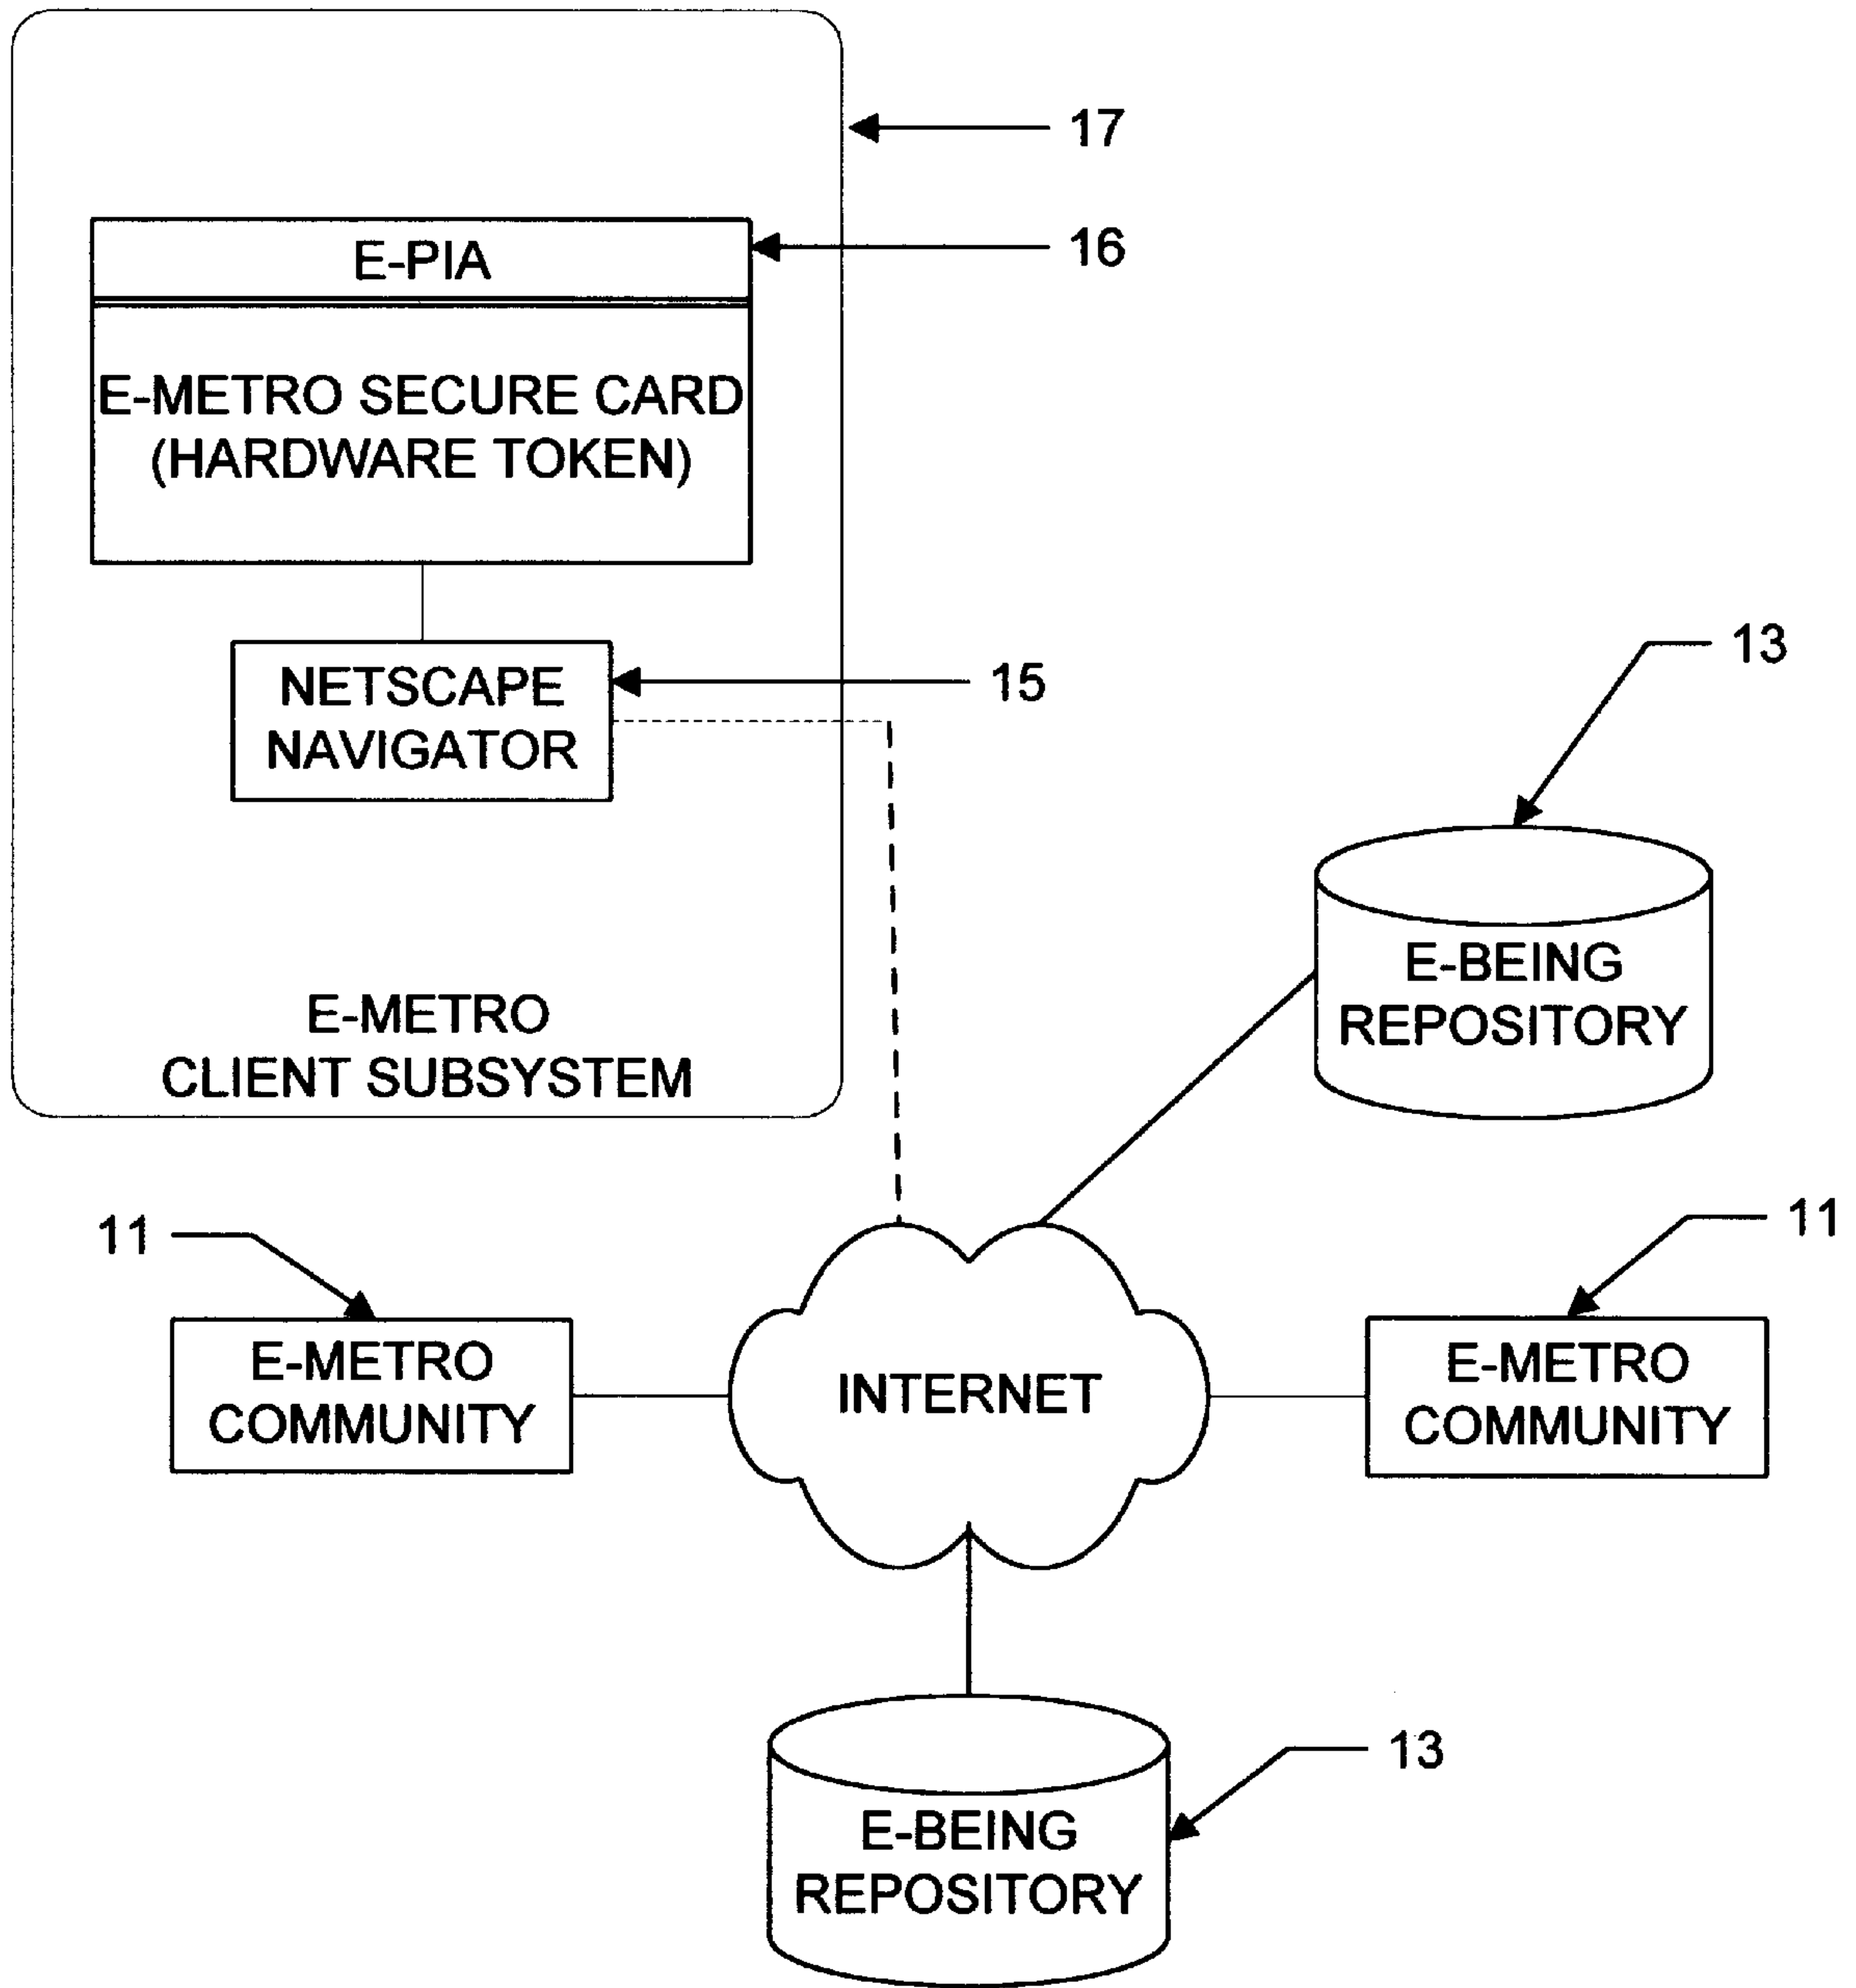 17
E-PIA
16
E-METRO SECURE CARD
(HARDWARE TOKEN)
NETSCAPE
NAVIGATOR
15
13
E-BEING
REPOSITORY
E-METRO
CLIENT SUBSYSTEM
11
11
E-METRO
COMMUNITY
INTERNET
E-METRO
COMMUNITY
13
E-BEING
REPOSITORY